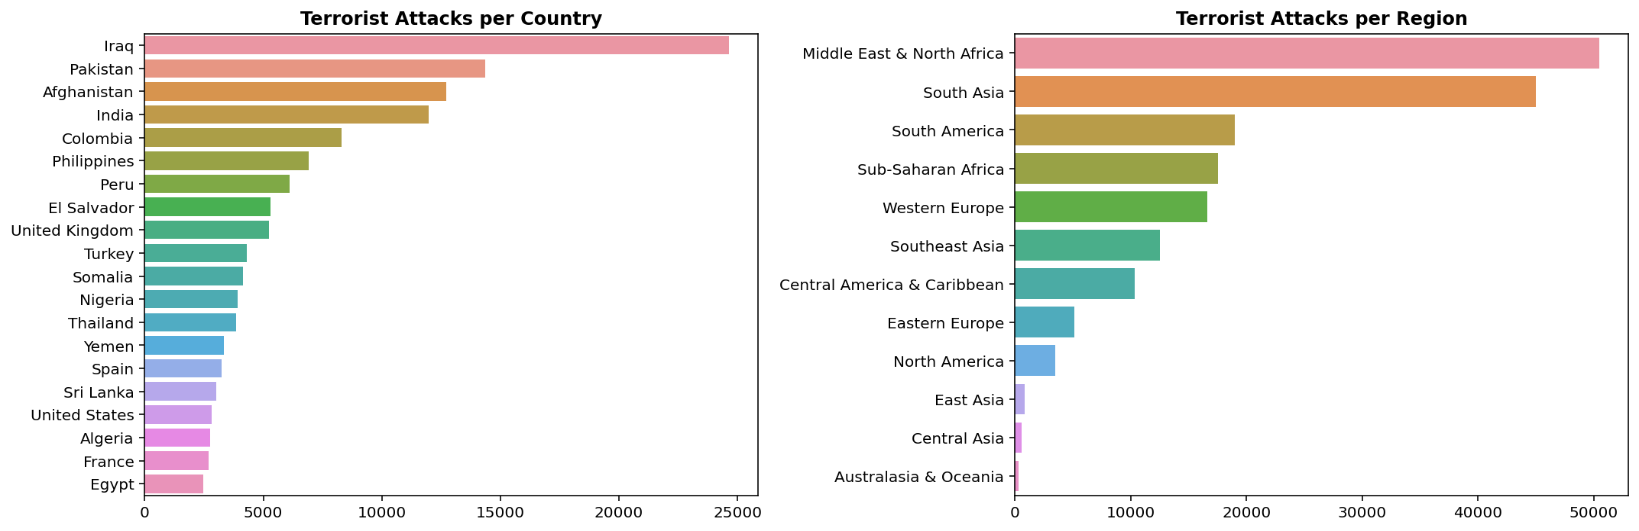 Terrorist Attacks per Country
Iraq
Pakistan
Afghanistan
India
Colombia
Philippines
Peru
El Salvador
United Kingdom
Turkey
Somalia
Nigeria
Thailand
Yemen
Spain
Sri Lanka
United States
Algeria
France
Egypt
0 5000 10000 15000 20000 25000
Terrorist Attacks per Region
Middle East & North Africa
South Asia
South America
Sub-Saharan Africa
Western Europe
Southeast Asia
Central America & Caribbean
Eastern Europe
North America
East Asia
Central Asia
Australasia & Oceania
0 10000 20000 30000 40000 50000